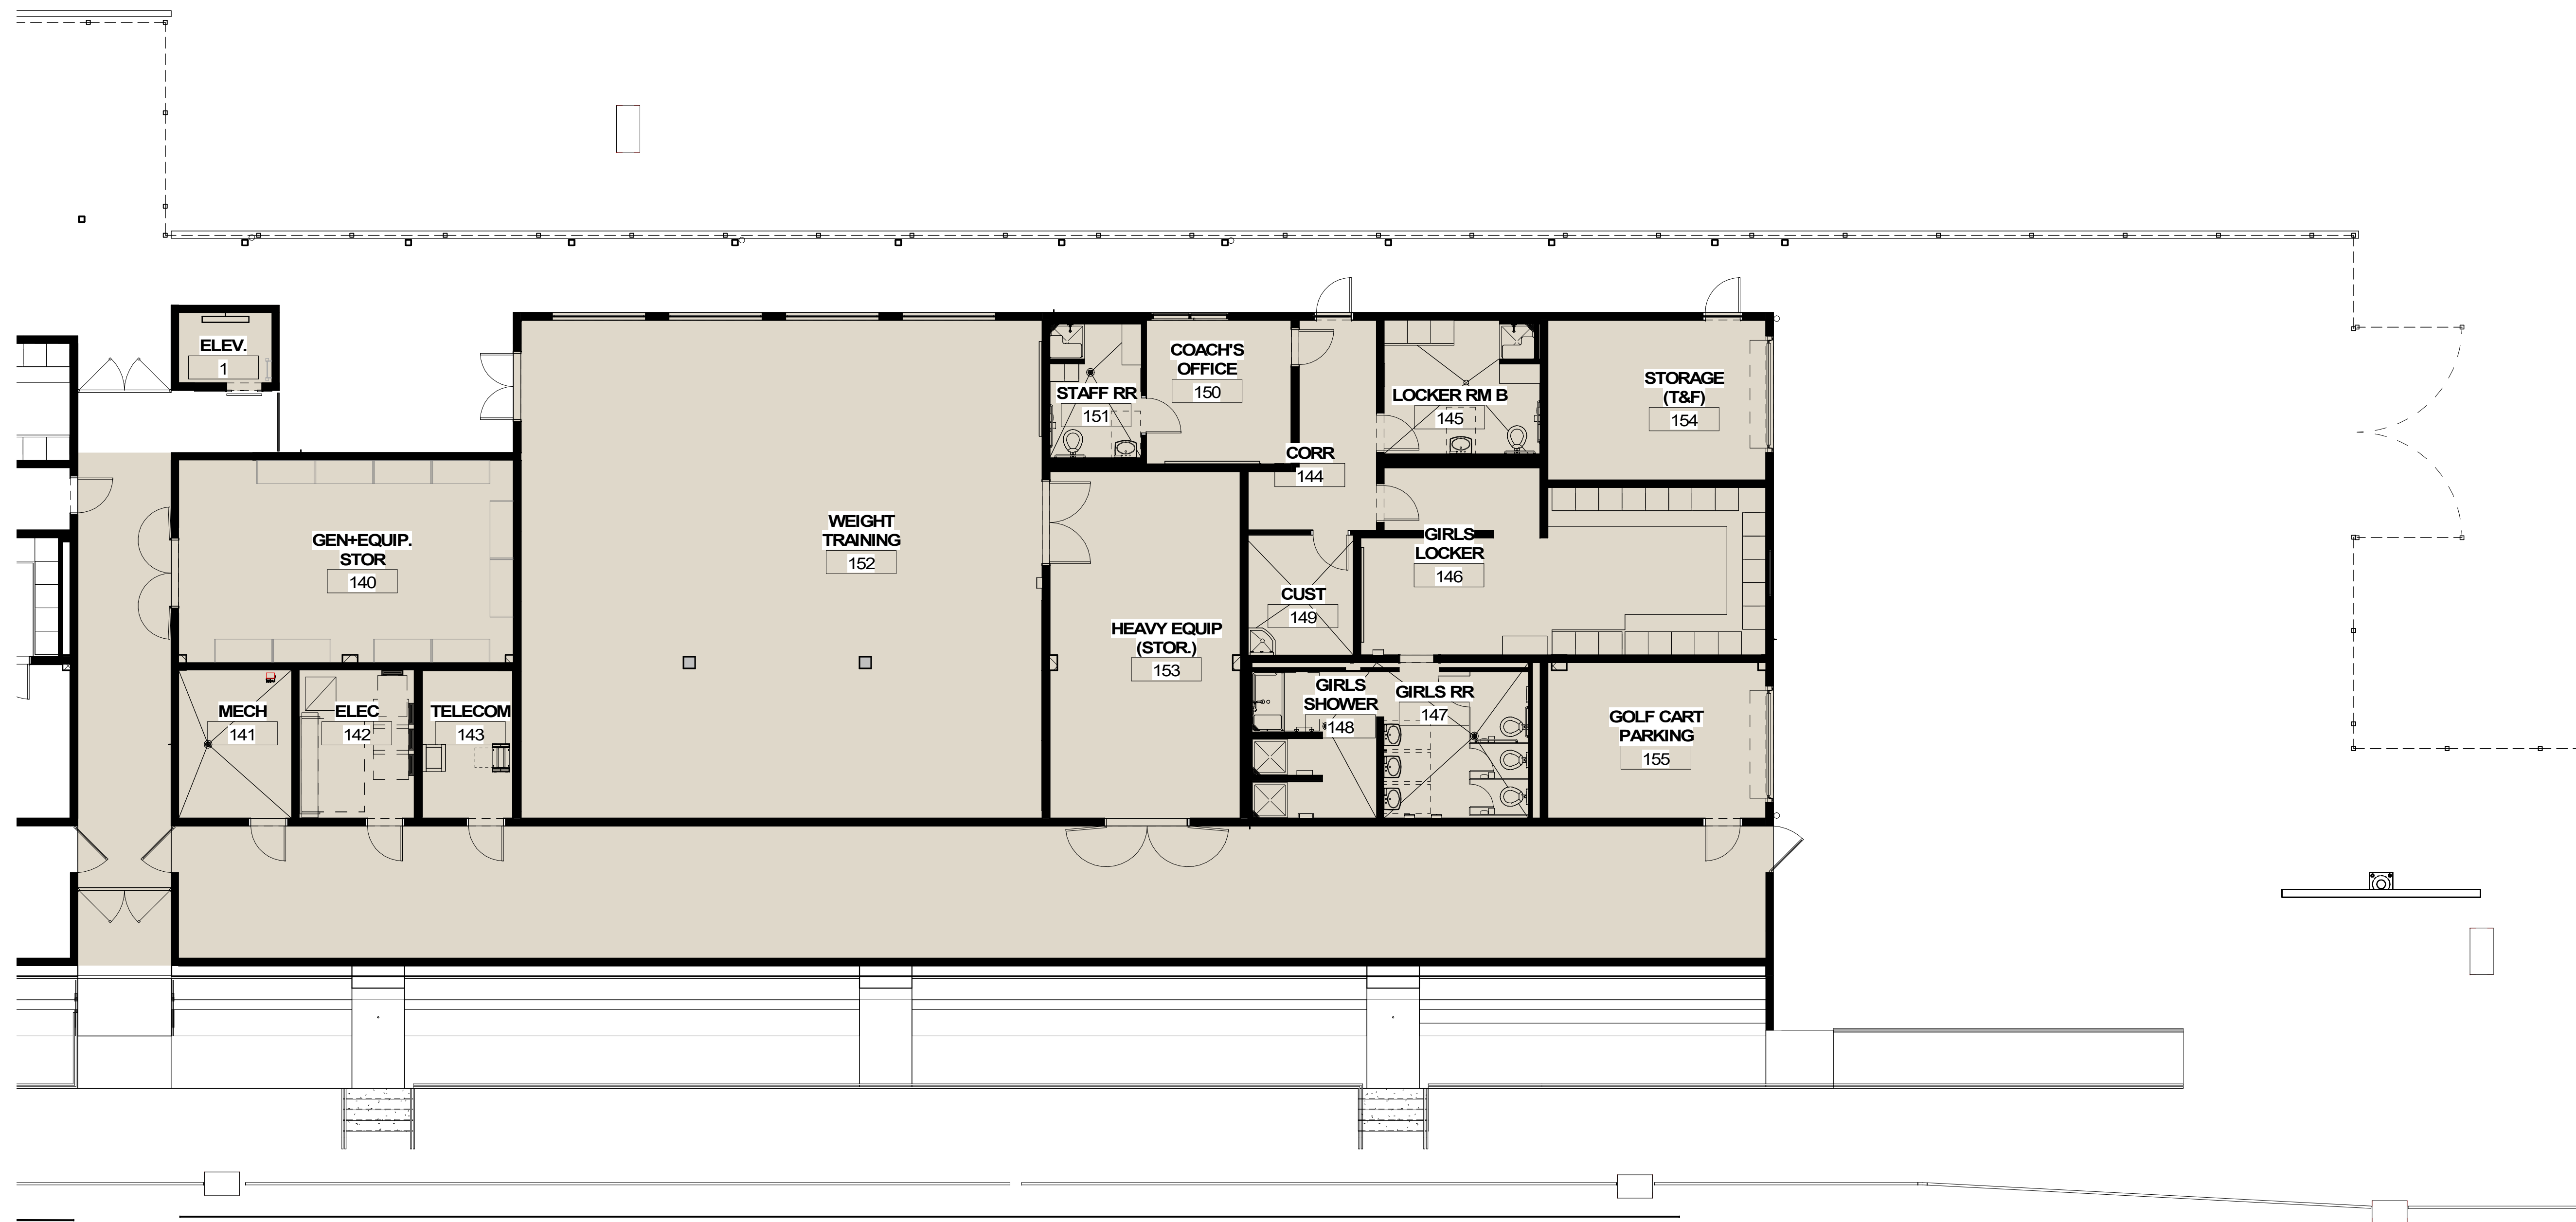 ELEV.
1
GEN+EQUIP.
STOR
140
MECH
141
ELEC
142
TELECOM
143
WEIGHT
TRAINING
152
STAFF RR
151
COACH'S
OFFICE
150
CORR
144
LOCKER RM B
145
STORAGE
(T&F)
154
GIRLS
LOCKER
146
CUST
149
HEAVY EQUIP
(STOR.)
153
GIRLS
SHOWER
148
GIRLS RR
147
GOLF CART
PARKING
155